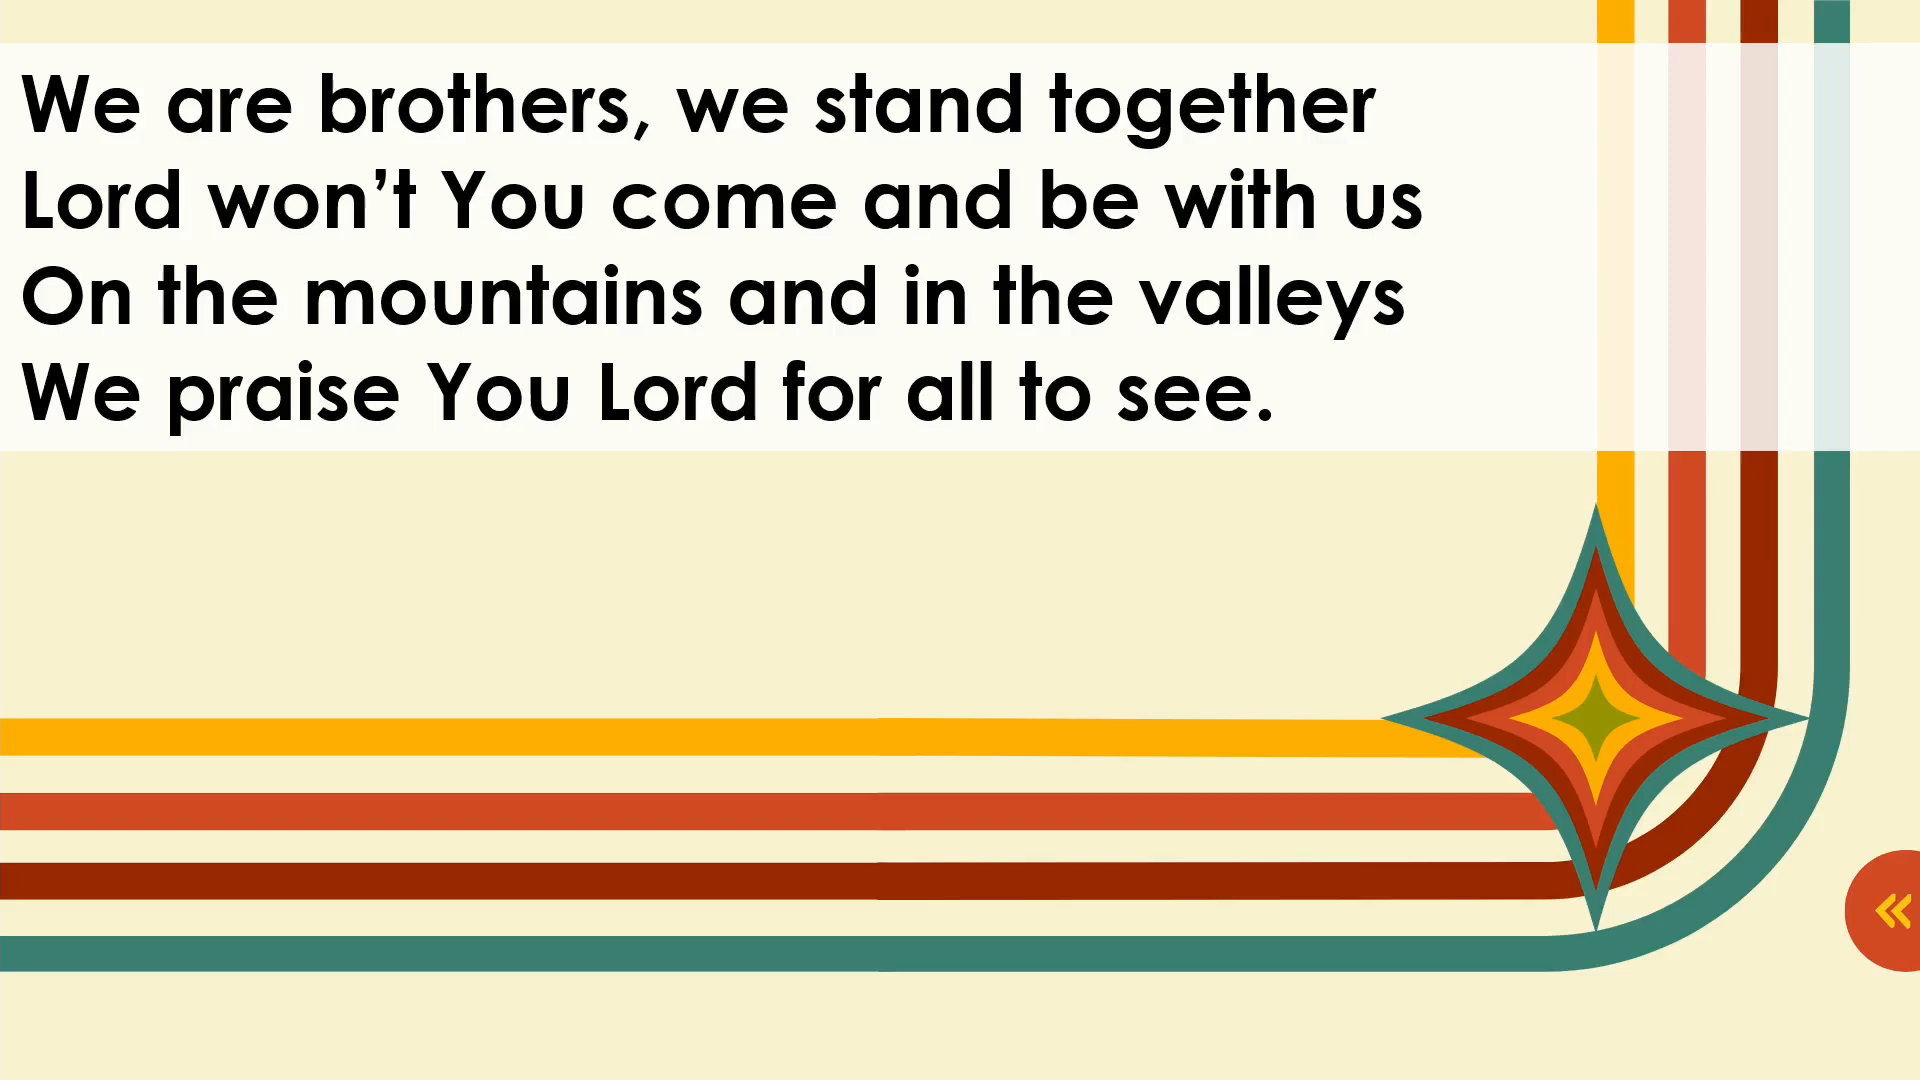 We are brothers, we stand together
Lord won’t You come and be with us
On the mountains and in the valleys
We praise You Lord for all to see.